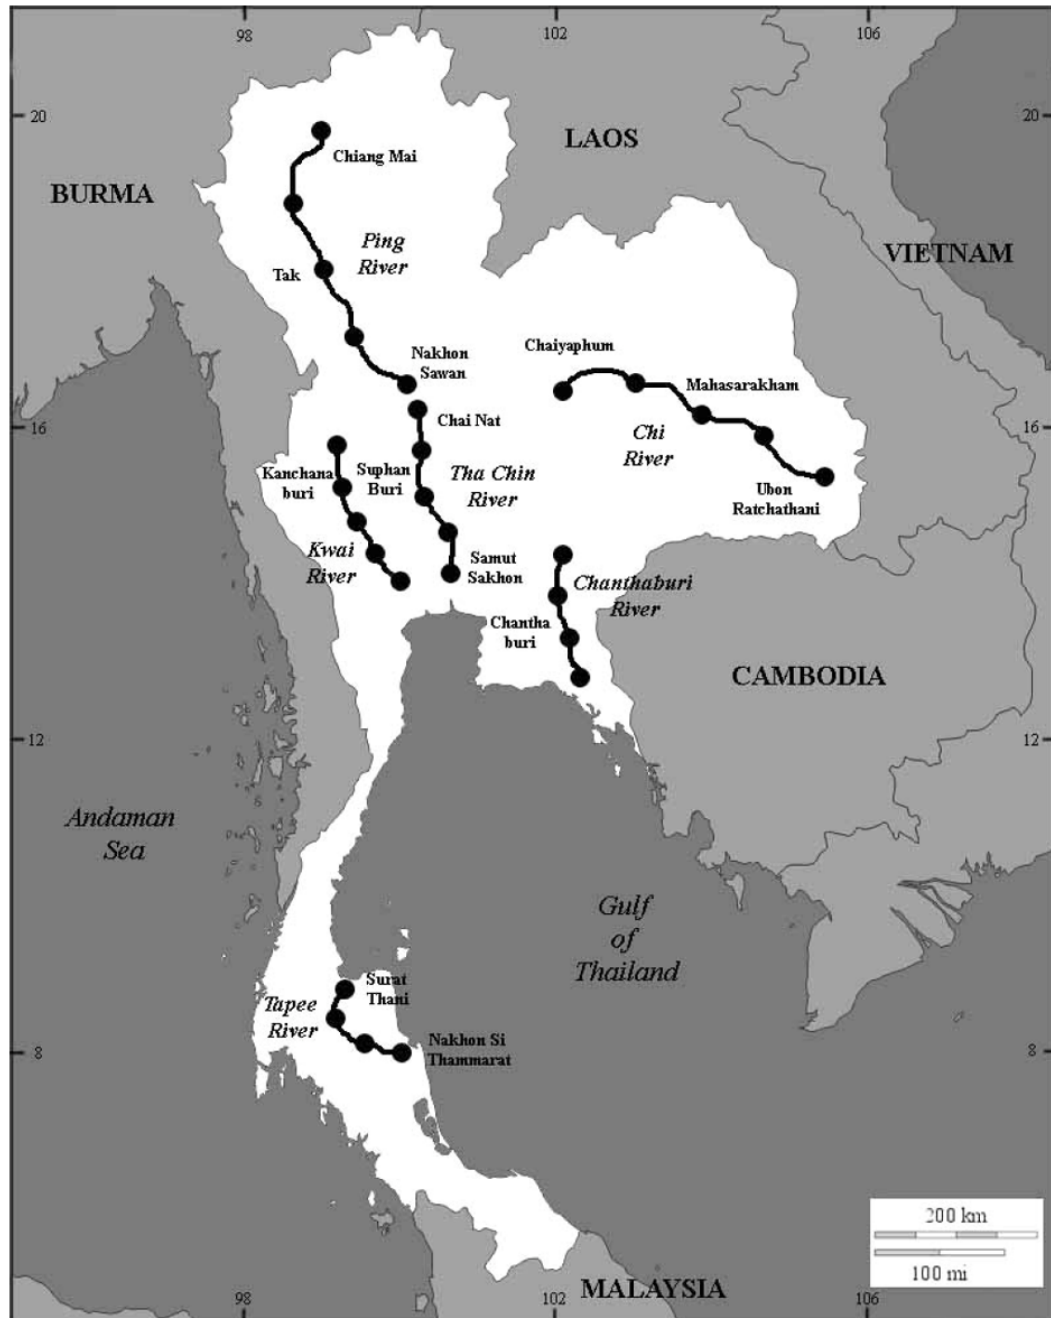 98
102
106
20
20
LAOS
Chiang Mai
BURMA
Ping
River
VIETNAM
Tak
Chaiyaphum
Nakhon
Sawan
Mahasarakham
Chai Nat
16
16
Chi
River
Kanchana
buri
Suphan
Buri
Tha Chin
River
Ubon
Ratchathani
Kwai
River
Samut
Sakhon
Chanthaburi
River
Chantha
buri
CAMBODIA
12
12
Andaman
Sea
Gulf
of
Thailand
Surat
Thani
Tapee
River
Nakhon Si
Thammarat
8
8
200 km
100 mi
MALAYSIA
98
102
106